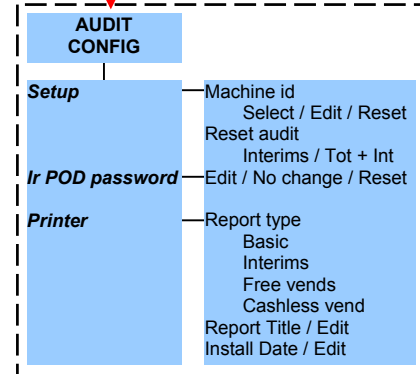 AUDIT
CONFIG
Setup
Machine id
Select / Edit / Reset
Reset audit
Interims / Tot + Int
Ir POD password
Edit / No change / Reset
Printer
Report type
Basic
Interims
Free vends
Cashless vend
Report Title / Edit
Install Date / Edit